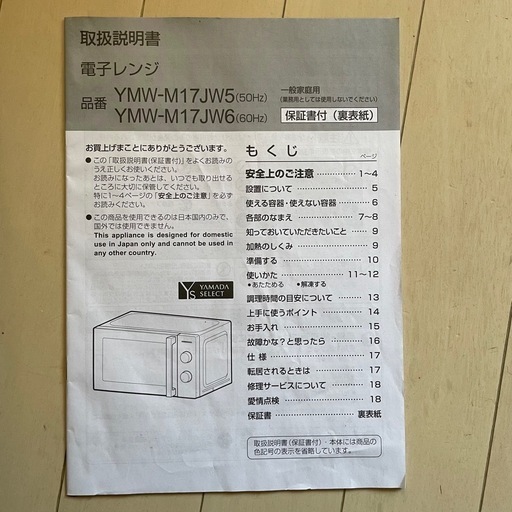 取扱説明書
電子レンジ
品番 YMW-M17JW5(50Hz)
YMW-M17JW6(60Hz)
一般家庭用
(業務用としては使用しないでください)
保証書付(裏表紙)
お買上げまことにありがとうございます。
● この「取扱説明書(保証書付)」をよくお読みの
うえ正しくお使いください。
お読みになったあとは、いつでも取り出せる
ところに大切に保管してください。
特に1〜4ページの「安全上のご注意」を必ず
お読みください。
● この商品を使用できるのは日本国内のみで、
国外では使用できません。
This appliance is designed for domestic
use in Japan only and cannot be used in
any other country.
YS YAMADA
SELECT
もくじ ページ
安全上のご注意 1〜4
設置について 5
使える容器・使えない容器 6
各部のなまえ 7〜8
知っておいていただきたいこと 9
加熱のしくみ 9
準備する 10
使いかた 11〜12
●あたためる ●解凍する
調理時間の目安について 13
上手に使うポイント 14
お手入れ 15
故障かな?と思ったら 16
仕様 17
転居されるときは 17
修理サービスについて 18
愛情点検 18
保証書 裏表紙
取扱説明書(保証書付)・本体には商品の
色記号の表示を省略しています。